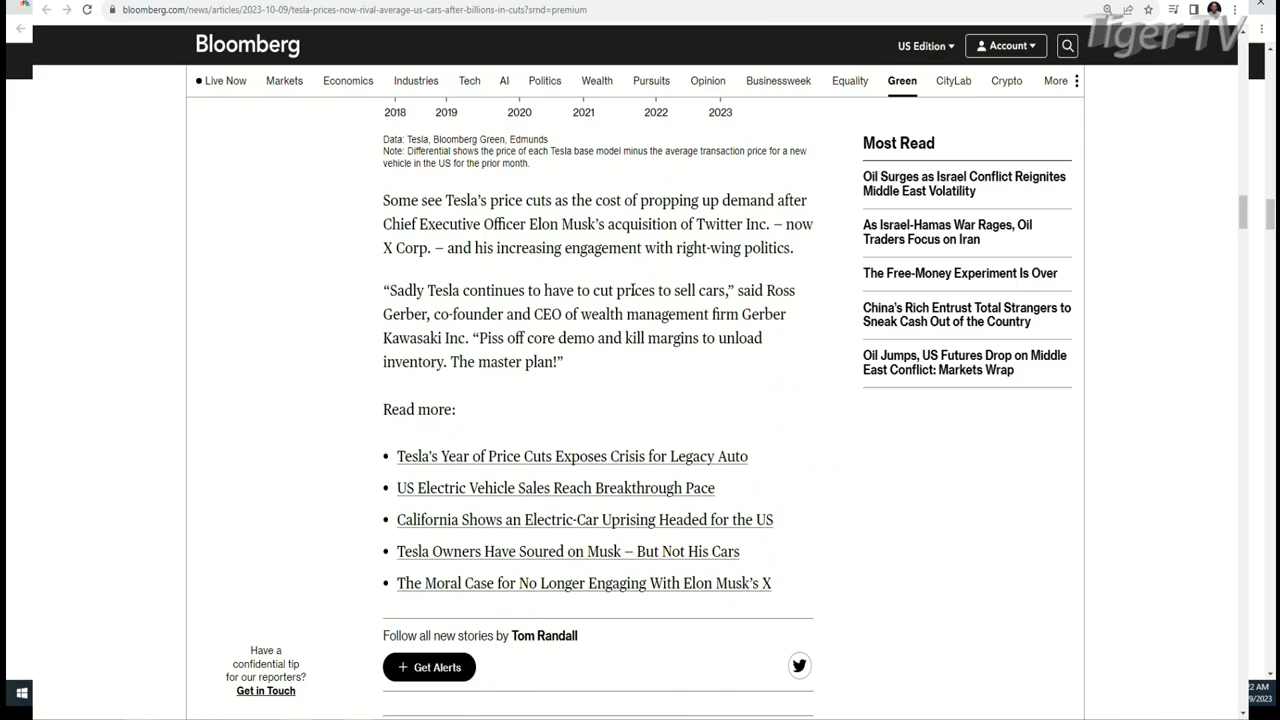 bloomberg.com/news/articles/2023-10-09/tesla-prices-now-rival-average-us-cars-after-billions-in-cuts?srnd=premium
Tiger-TV
Bloomberg
US Edition
Account
Live Now Markets Economics Industries Tech AI Politics Wealth Pursuits Opinion Businessweek Equality Green CityLab Crypto More
2018 2019 2020 2021 2022 2023
Data: Tesla, Bloomberg Green, Edmunds
Note: Differential shows the price of each Tesla base model minus the average transaction price for a new
vehicle in the US for the prior month.
Some see Tesla’s price cuts as the cost of propping up demand after
Chief Executive Officer Elon Musk’s acquisition of Twitter Inc. – now
X Corp. – and his increasing engagement with right-wing politics.
“Sadly Tesla continues to have to cut prices to sell cars,” said Ross
Gerber, co-founder and CEO of wealth management firm Gerber
Kawasaki Inc. “Piss off core demo and kill margins to unload
inventory. The master plan!”
Read more:
• Tesla's Year of Price Cuts Exposes Crisis for Legacy Auto
• US Electric Vehicle Sales Reach Breakthrough Pace
• California Shows an Electric-Car Uprising Headed for the US
• Tesla Owners Have Soured on Musk – But Not His Cars
• The Moral Case for No Longer Engaging With Elon Musk’s X
Follow all new stories by Tom Randall
+ Get Alerts
Have a
confidential tip
for our reporters?
Get in Touch
Most Read
Oil Surges as Israel Conflict Reignites
Middle East Volatility
As Israel-Hamas War Rages, Oil
Traders Focus on Iran
The Free-Money Experiment Is Over
China’s Rich Entrust Total Strangers to
Sneak Cash Out of the Country
Oil Jumps, US Futures Drop on Middle
East Conflict: Markets Wrap
22 AM
9/2023